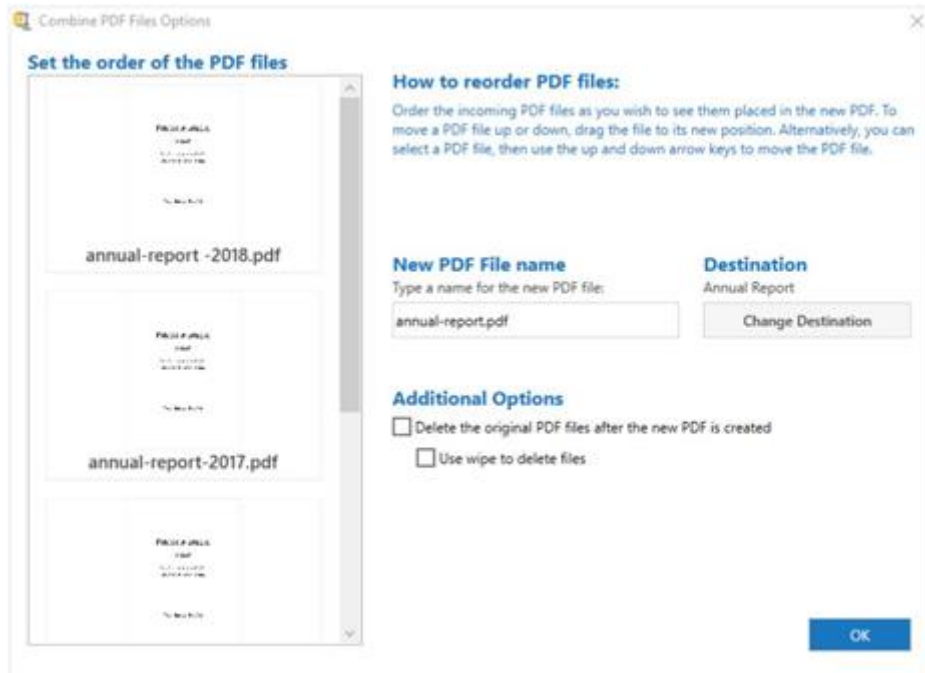 Combine PDF Files Options
Set the order of the PDF files
annual-report -2018.pdf
annual-report-2017.pdf
How to reorder PDF files:
Order the incoming PDF files as you wish to see them placed in the new PDF. To
move a PDF file up or down, drag the file to its new position. Alternatively, you can
select a PDF file, then use the up and down arrow keys to move the PDF file.
New PDF File name
Type a name for the new PDF file:
annual-report.pdf
Destination
Annual Report
Change Destination
Additional Options
Delete the original PDF files after the new PDF is created
Use wipe to delete files
OK